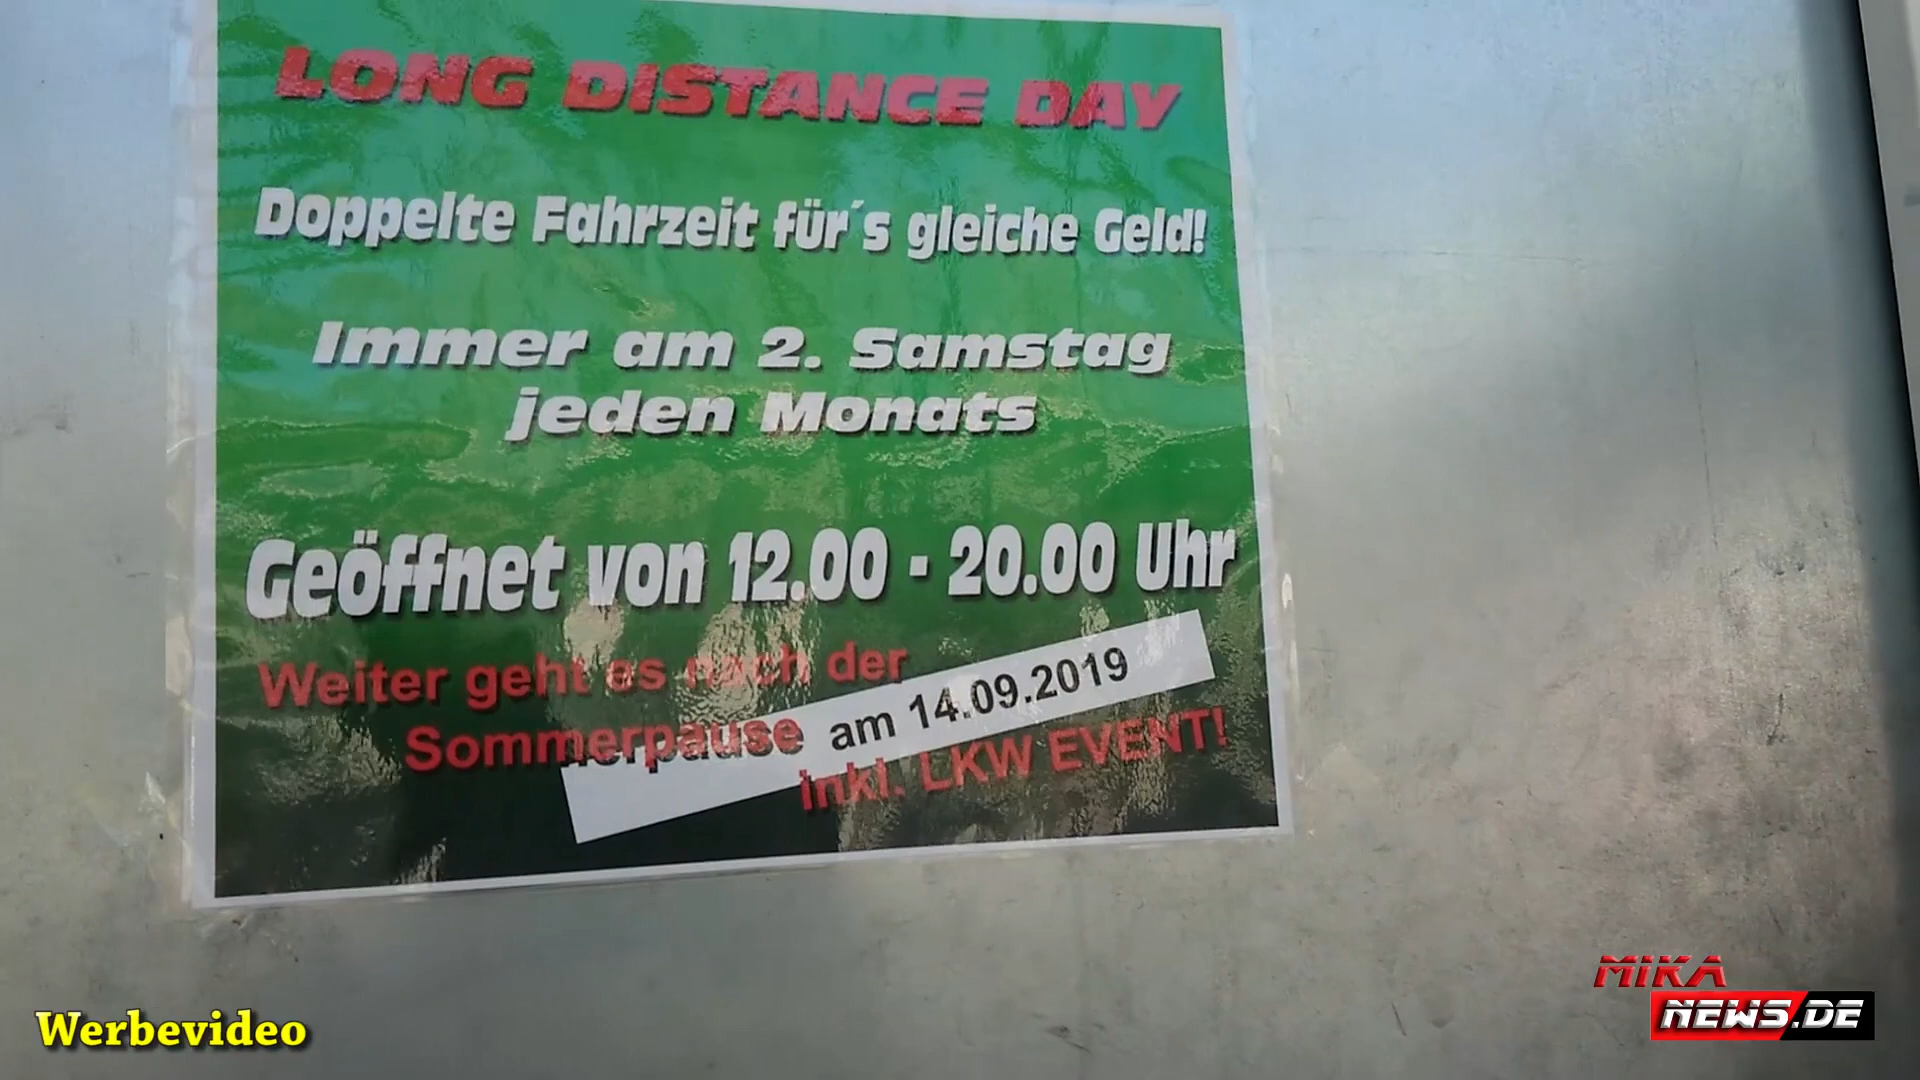 LONG DISTANCE DAY
Doppelte Fahrzeit für´s gleiche Geld!
Immer am 2. Samstag
jeden Monats
Geöffnet von 12.00 - 20.00 Uhr
Weiter geht es nach der
Sommerpause am 14.09.2019
inkl. LKW EVENT!
Werbevideo
MIKA
NEWS.DE